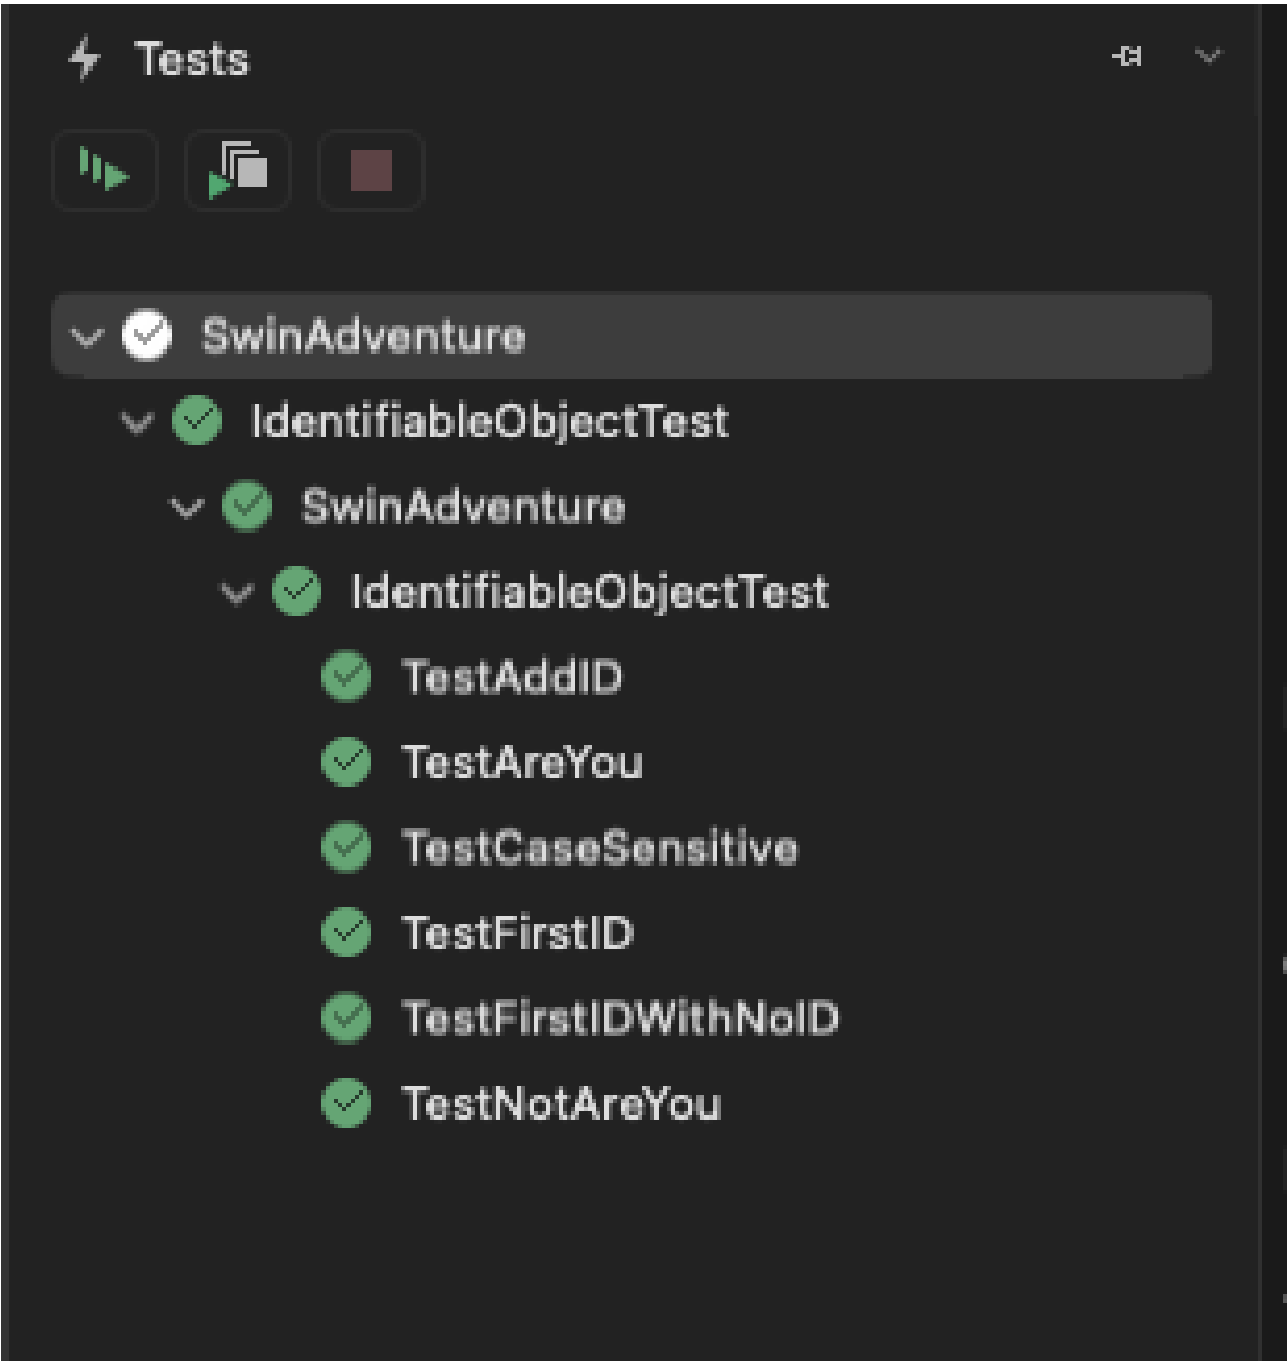 Tests
SwinAdventure
IdentifiableObjectTest
SwinAdventure
IdentifiableObjectTest
TestAddID
TestAreYou
TestCaseSensitive
TestFirstID
TestFirstIDWithNoID
TestNotAreYou